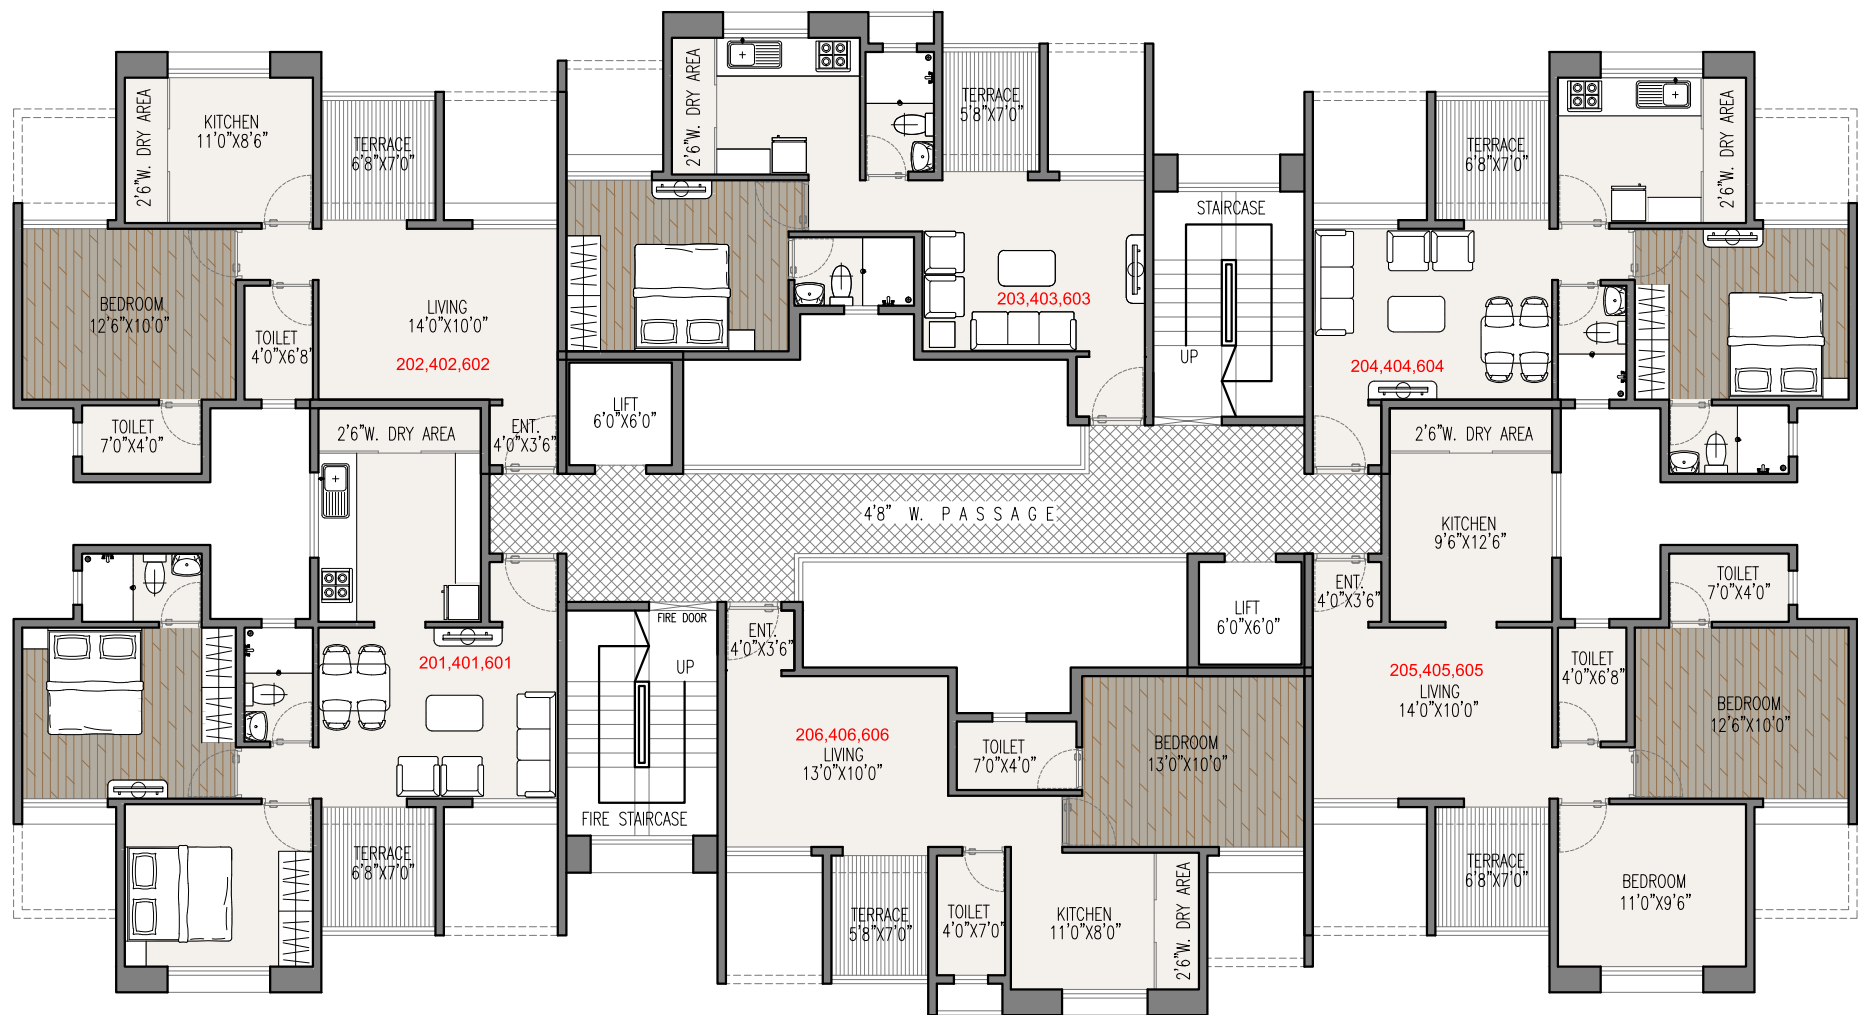 2'6"W. DRY AREA
KITCHEN
11'0"X8'6"
TERRACE
6'8"X7'0"
BEDROOM
12'6"X10'0"
TOILET
4'0"X6'8"
LIVING
14'0"X10'0"
202,402,602
TOILET
7'0"X4'0"
ENT.
4'0"X3'6"
2'6"W. DRY AREA
TERRACE
5'8"X7'0"
203,403,603
LIFT
6'0"X6'0"
STAIRCASE
UP
TERRACE
6'8"X7'0"
2'6"W. DRY AREA
204,404,604
2'6"W. DRY AREA
4'8" W. PASSAGE
2'6"W. DRY AREA
KITCHEN
9'6"X12'6"
201,401,601
TERRACE
6'8"X7'0"
FIRE DOOR
UP
FIRE STAIRCASE
ENT.
4'0"X3'6"
206,406,606
LIVING
13'0"X10'0"
TOILET
7'0"X4'0"
BEDROOM
13'0"X10'0"
TERRACE
5'8"X7'0"
TOILET
4'0"X7'0"
KITCHEN
11'0"X8'0"
2'6"W. DRY AREA
LIFT
6'0"X6'0"
ENT.
4'0"X3'6"
205,405,605
LIVING
14'0"X10'0"
TOILET
4'0"X6'8"
TOILET
7'0"X4'0"
BEDROOM
12'6"X10'0"
TERRACE
6'8"X7'0"
BEDROOM
11'0"X9'6"